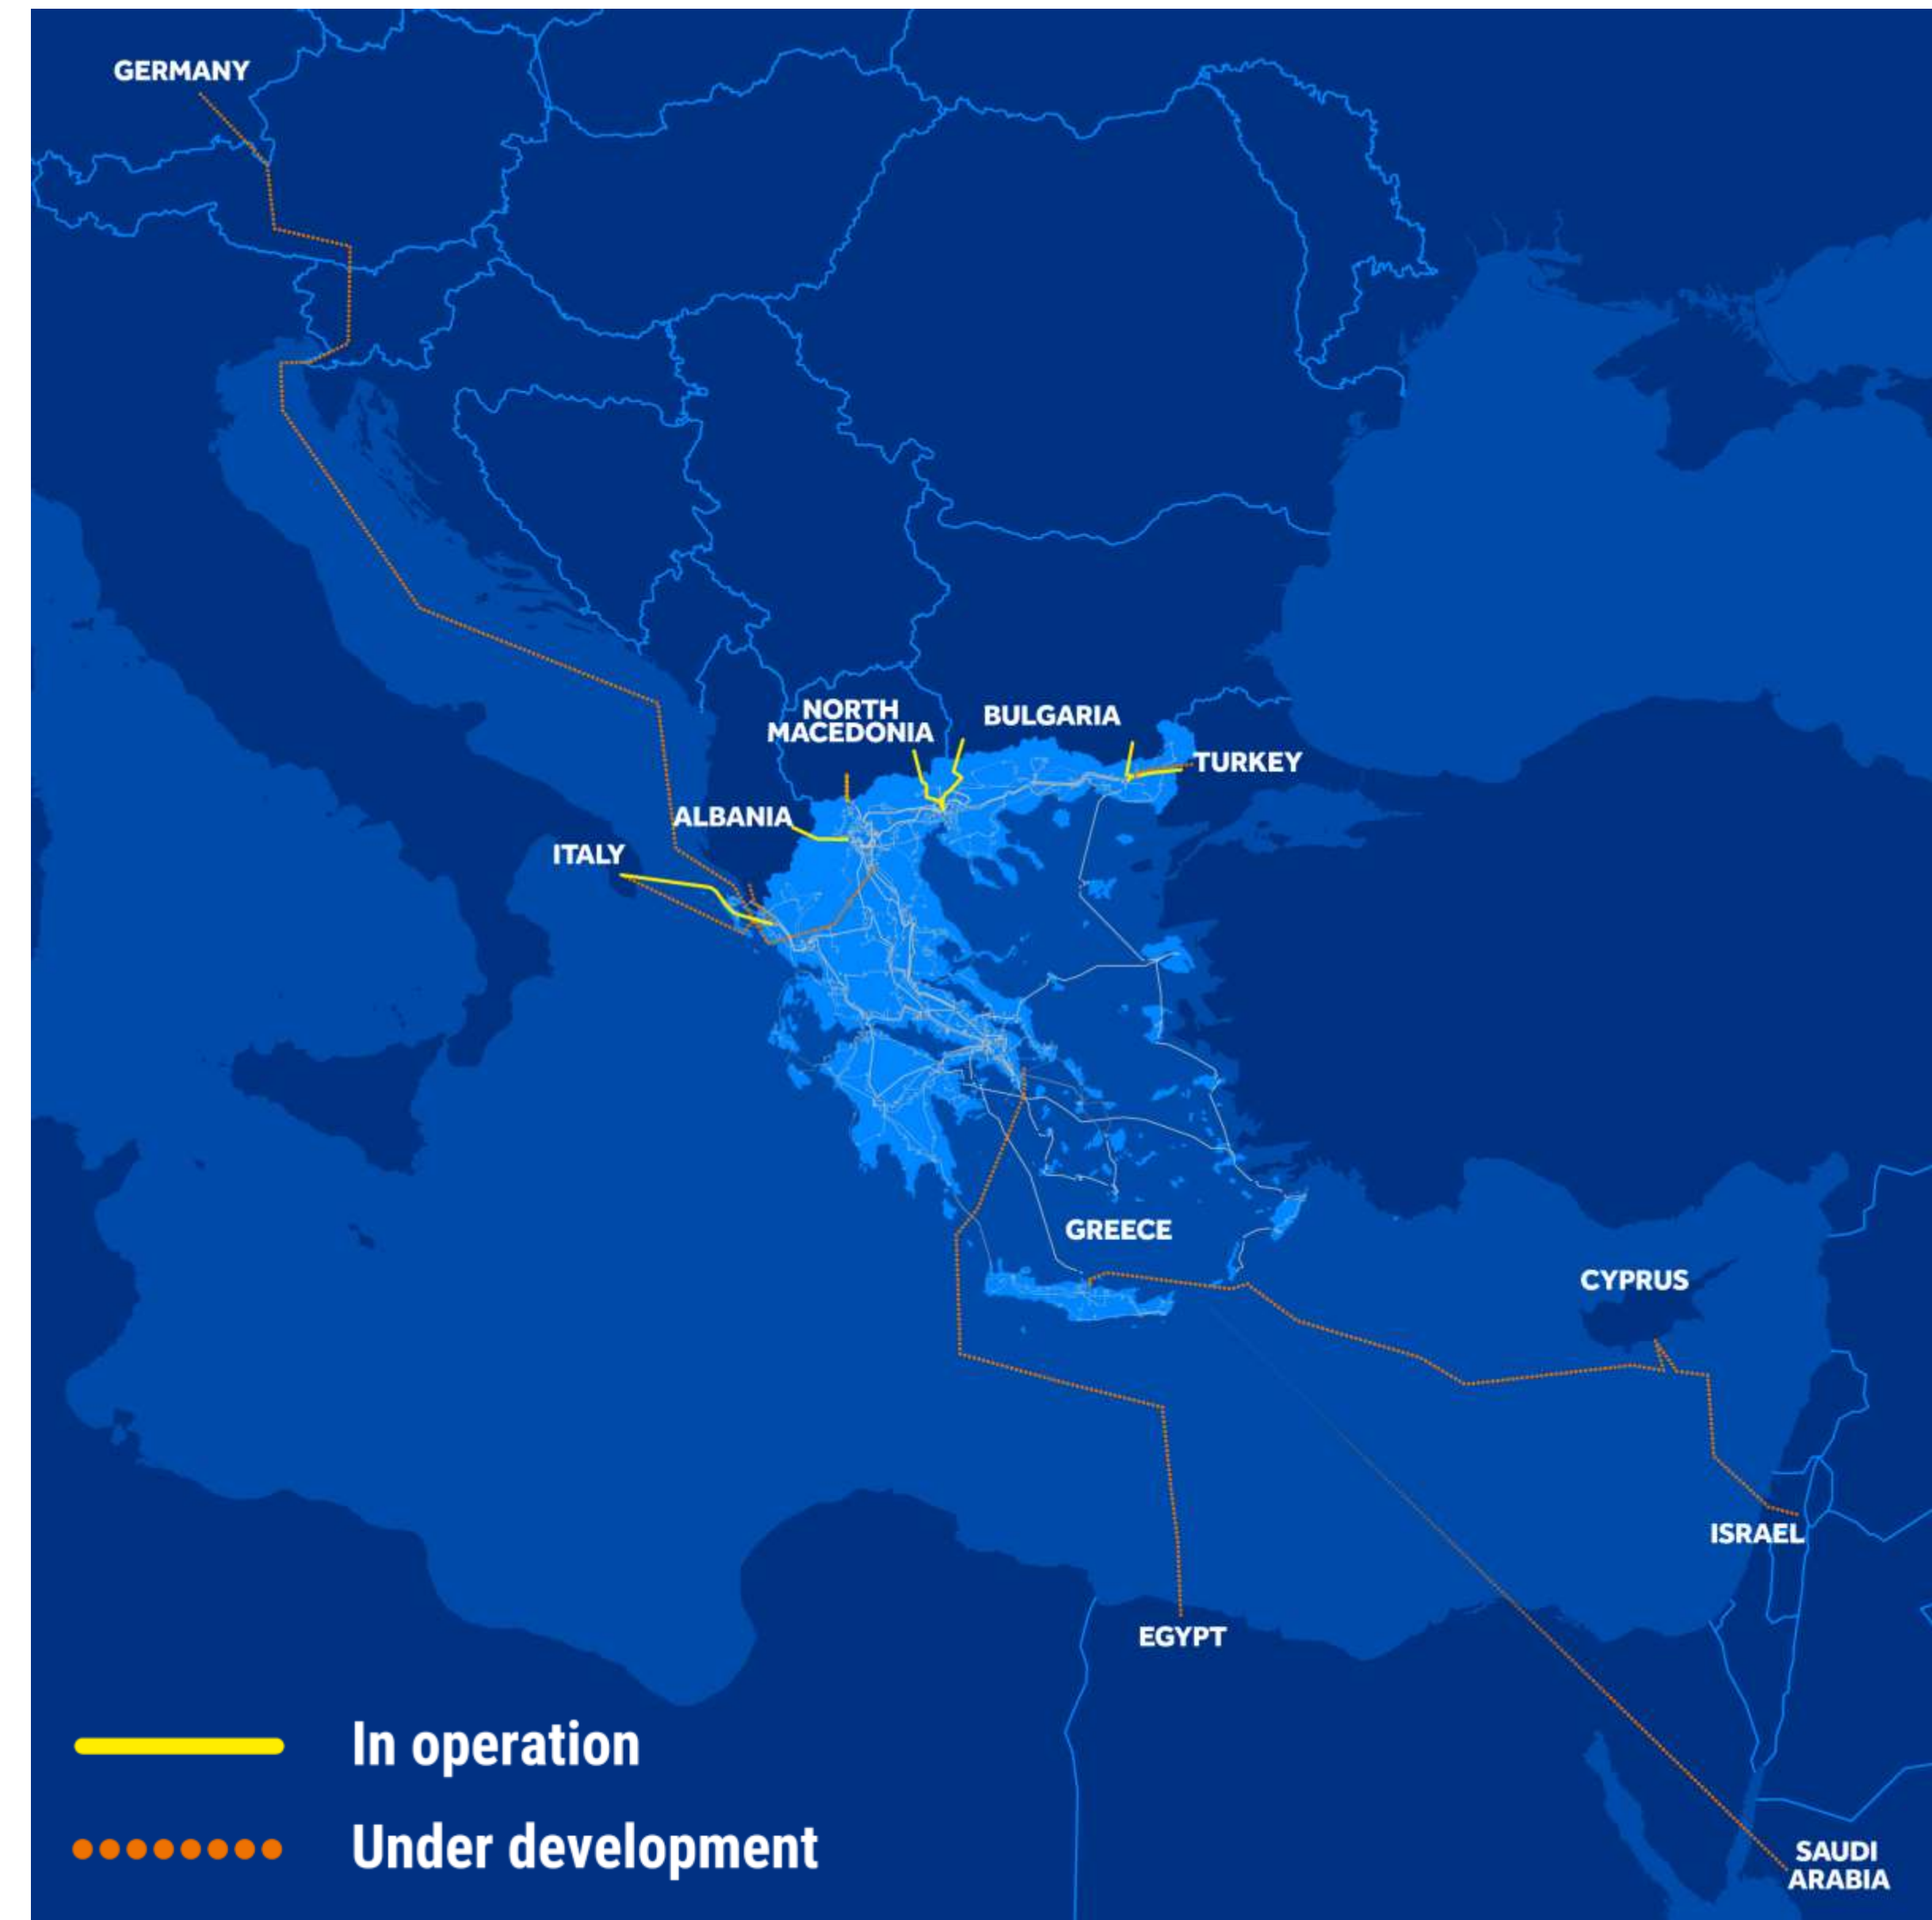 GERMANY
NORTH
MACEDONIA
BULGARIA
TURKEY
ALBANIA
ITALY
GREECE
CYPRUS
ISRAEL
EGYPT
In operation
Under development
SAUDI
ARABIA